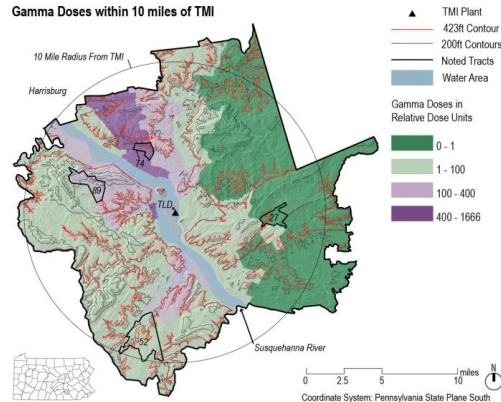 Gamma Doses within 10 miles of TMI
10 Mile Radius From TMI
Harrisburg
74
89
TLD
27
52
Susquehanna River
TMI Plant
423ft Contour
200ft Contours
Noted Tracts
Water Area
Gamma Doses in
Relative Dose Units
0 - 1
1 - 100
100 - 400
400 - 1666
0 2.5 5 10
miles
N
Coordinate System: Pennsylvania State Plane South